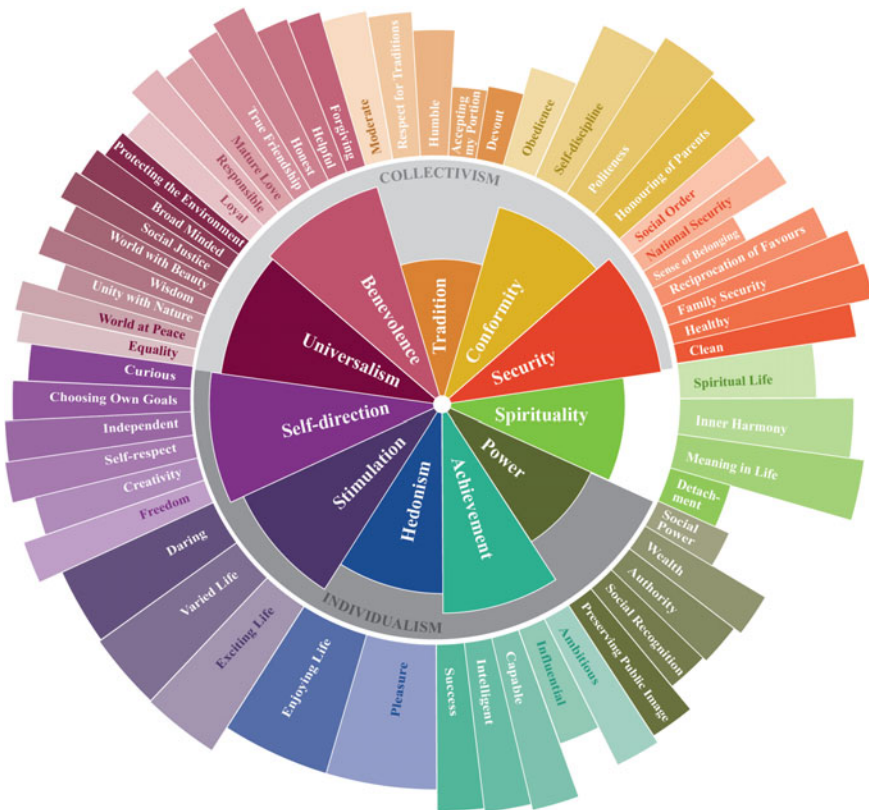 COLLECTIVISM
INDIVIDUALISM
Benevolence
Tradition
Conformity
Security
Spirituality
Power
Achievement
Hedonism
Stimulation
Self-direction
Universalism
Moderate
Respect for Traditions
Humble
Accepting
my Portion
Devout
Obedience
Self-discipline
Politeness
Honouring of Parents
Social Order
National Security
Sense of Belonging
Reciprocation of Favours
Family Security
Healthy
Clean
Spiritual Life
Inner Harmony
Meaning in Life
Detach-
ment
Social
Power
Wealth
Authority
Social Recognition
Preserving Public Image
Ambitious
Influential
Capable
Intelligent
Success
Pleasure
Enjoying Life
Exciting Life
Varied Life
Daring
Freedom
Creativity
Self-respect
Independent
Choosing Own Goals
Curious
Equality
World at Peace
Unity with Nature
Wisdom
World with Beauty
Social Justice
Broad Minded
Protecting the Environment
Loyal
Responsible
Mature Love
True Friendship
Honest
Helpful
Forgiving